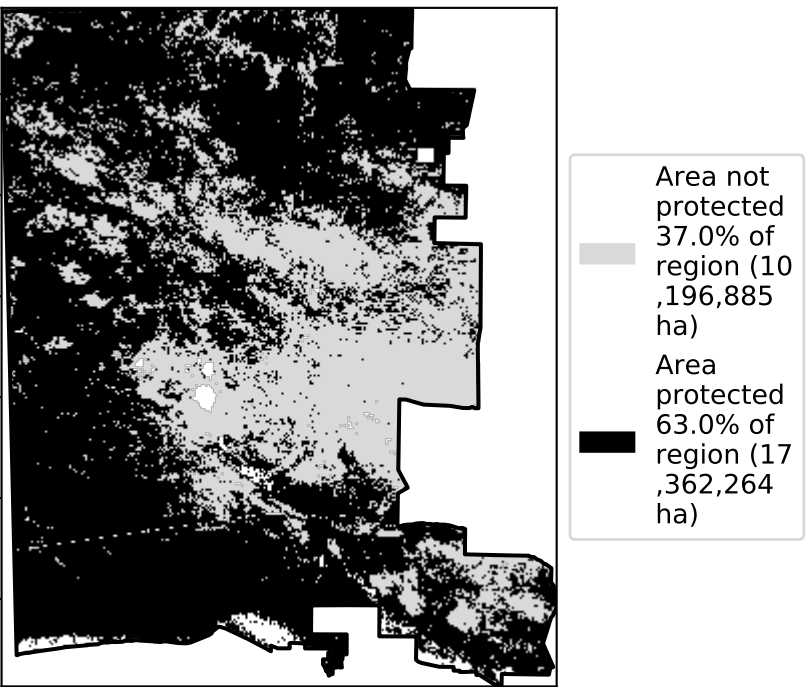 Area not
protected
37.0% of
region (10
,196,885
ha)
Area
protected
63.0% of
region (17
,362,264
ha)